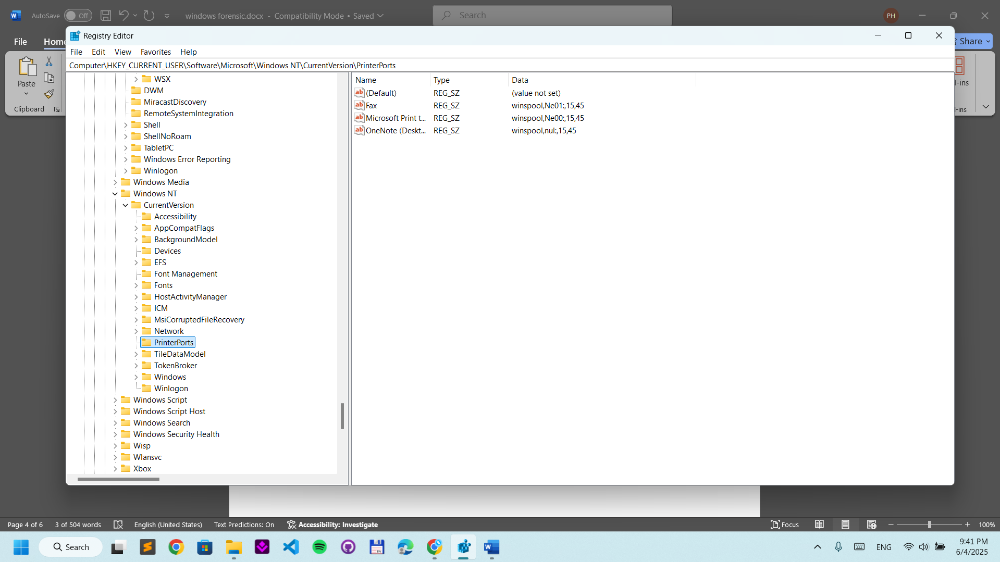 AutoSave Off windows forensic.docx - Compatibility Mode • Saved Search PH
File Home Share
Registry Editor
File Edit View Favorites Help
Computer\HKEY_CURRENT_USER\Software\Microsoft\Windows NT\CurrentVersion\PrinterPorts
Paste
Clipboard
d-ins
d-ins
WSX
DWM
MiracastDiscovery
RemoteSystemIntegration
Shell
ShellNoRoam
TabletPC
Windows Error Reporting
Winlogon
Windows Media
Windows NT
CurrentVersion
Accessibility
AppCompatFlags
BackgroundModel
Devices
EFS
Font Management
Fonts
HostActivityManager
ICM
MsiCorruptedFileRecovery
Network
PrinterPorts
TileDataModel
TokenBroker
Windows
Winlogon
Windows Script
Windows Script Host
Windows Search
Windows Security Health
Wisp
Wlansvc
Xbox
Name Type Data
ab (Default) REG_SZ (value not set)
ab Fax REG_SZ winspool,Ne01:,15,45
ab Microsoft Print t... REG_SZ winspool,Ne00:,15,45
ab OneNote (Deskt... REG_SZ winspool,nul:,15,45
Page 4 of 6 3 of 504 words English (United States) Text Predictions: On Accessibility: Investigate Focus 100%
Search ENG 9:41 PM
6/4/2025